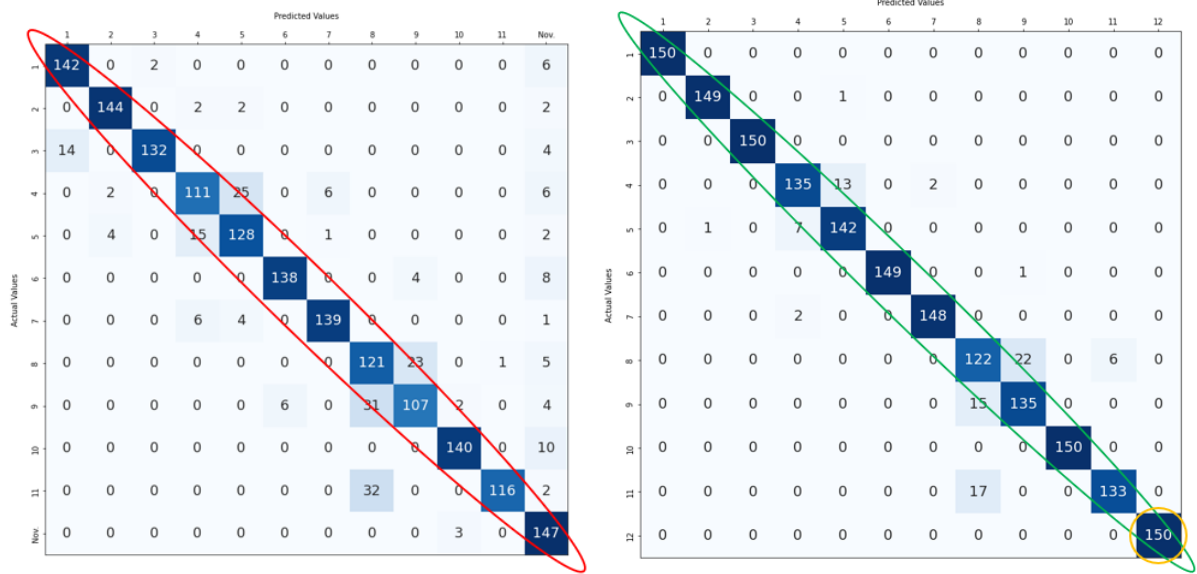 Predicted Values
1 2 3 4 5 6 7 8 9 10 11 Nov.
Actual Values
1 142 0 2 0 0 0 0 0 0 0 0 6
2 0 144 0 2 2 0 0 0 0 0 0 2
3 14 0 132 0 0 0 0 0 0 0 0 4
4 0 2 0 111 25 0 6 0 0 0 0 6
5 0 4 0 15 128 0 1 0 0 0 0 2
6 0 0 0 0 0 138 0 0 4 0 0 8
7 0 0 0 6 4 0 139 0 0 0 0 1
8 0 0 0 0 0 0 0 121 23 0 1 5
9 0 0 0 0 0 6 0 31 107 2 0 4
10 0 0 0 0 0 0 0 0 0 140 0 10
11 0 0 0 0 0 0 0 32 0 0 116 2
Nov. 0 0 0 0 0 0 0 0 0 3 0 147
Predicted Values
1 2 3 4 5 6 7 8 9 10 11 12
Actual Values
1 150 0 0 0 0 0 0 0 0 0 0 0
2 0 149 0 0 1 0 0 0 0 0 0 0
3 0 0 150 0 0 0 0 0 0 0 0 0
4 0 0 0 135 13 0 2 0 0 0 0 0
5 0 1 0 7 142 0 0 0 0 0 0 0
6 0 0 0 0 0 149 0 0 1 0 0 0
7 0 0 0 2 0 0 148 0 0 0 0 0
8 0 0 0 0 0 0 0 122 22 0 6 0
9 0 0 0 0 0 0 0 15 135 0 0 0
10 0 0 0 0 0 0 0 0 0 150 0 0
11 0 0 0 0 0 0 0 17 0 0 133 0
12 0 0 0 0 0 0 0 0 0 0 0 150